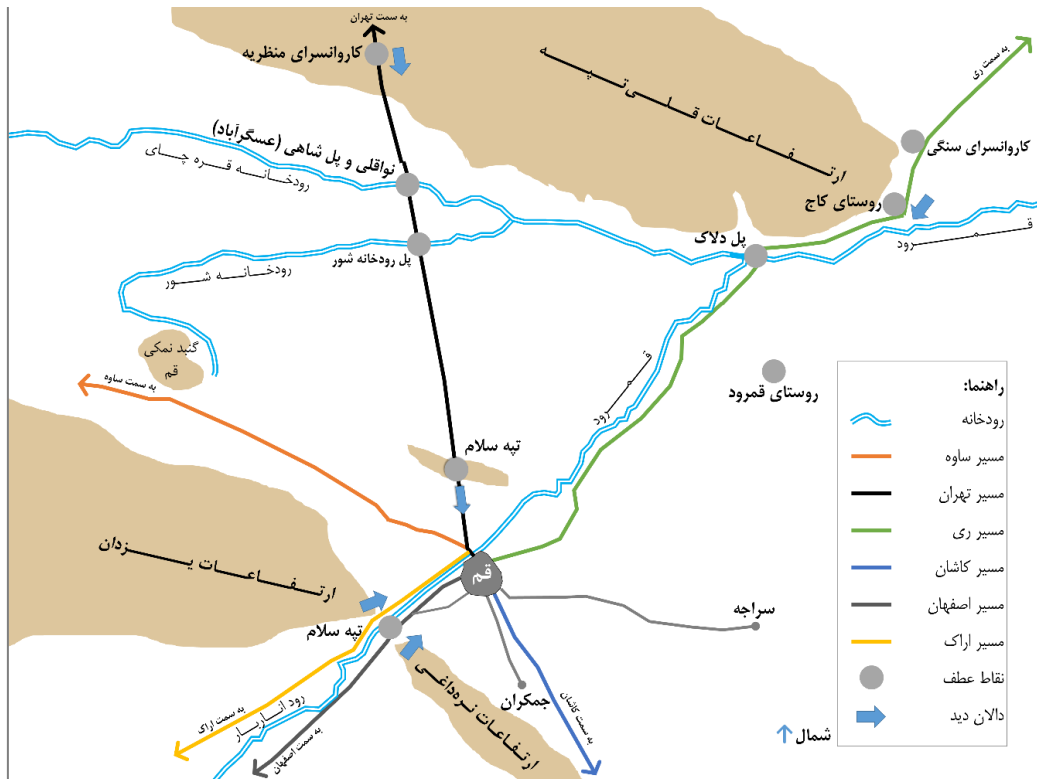 به سمت تهران
کاروانسرای منظریه
به سمت ری
ارتفاعات قلی‌تپه
نواقلی و پل شاهی (عسگرآباد)
رودخانه قره چای
کاروانسرای سنگی
روستای کاج
قمرود
پل دلاک
پل رودخانه شور
رودخانه شور
گنبد نمکی
قم
به سمت ساوه
روستای قمرود
قمرود
تپه سلام
ارتفاعات یزدان
قم
تپه سلام
سراجه
جمکران
ارتفاعات نره‌داغی
رود اناربار
به سمت اراک
به سمت اصفهان
به سمت کاشان
شمال
راهنما:
رودخانه
مسیر ساوه
مسیر تهران
مسیر ری
مسیر کاشان
مسیر اصفهان
مسیر اراک
نقاط عطف
دالان دید